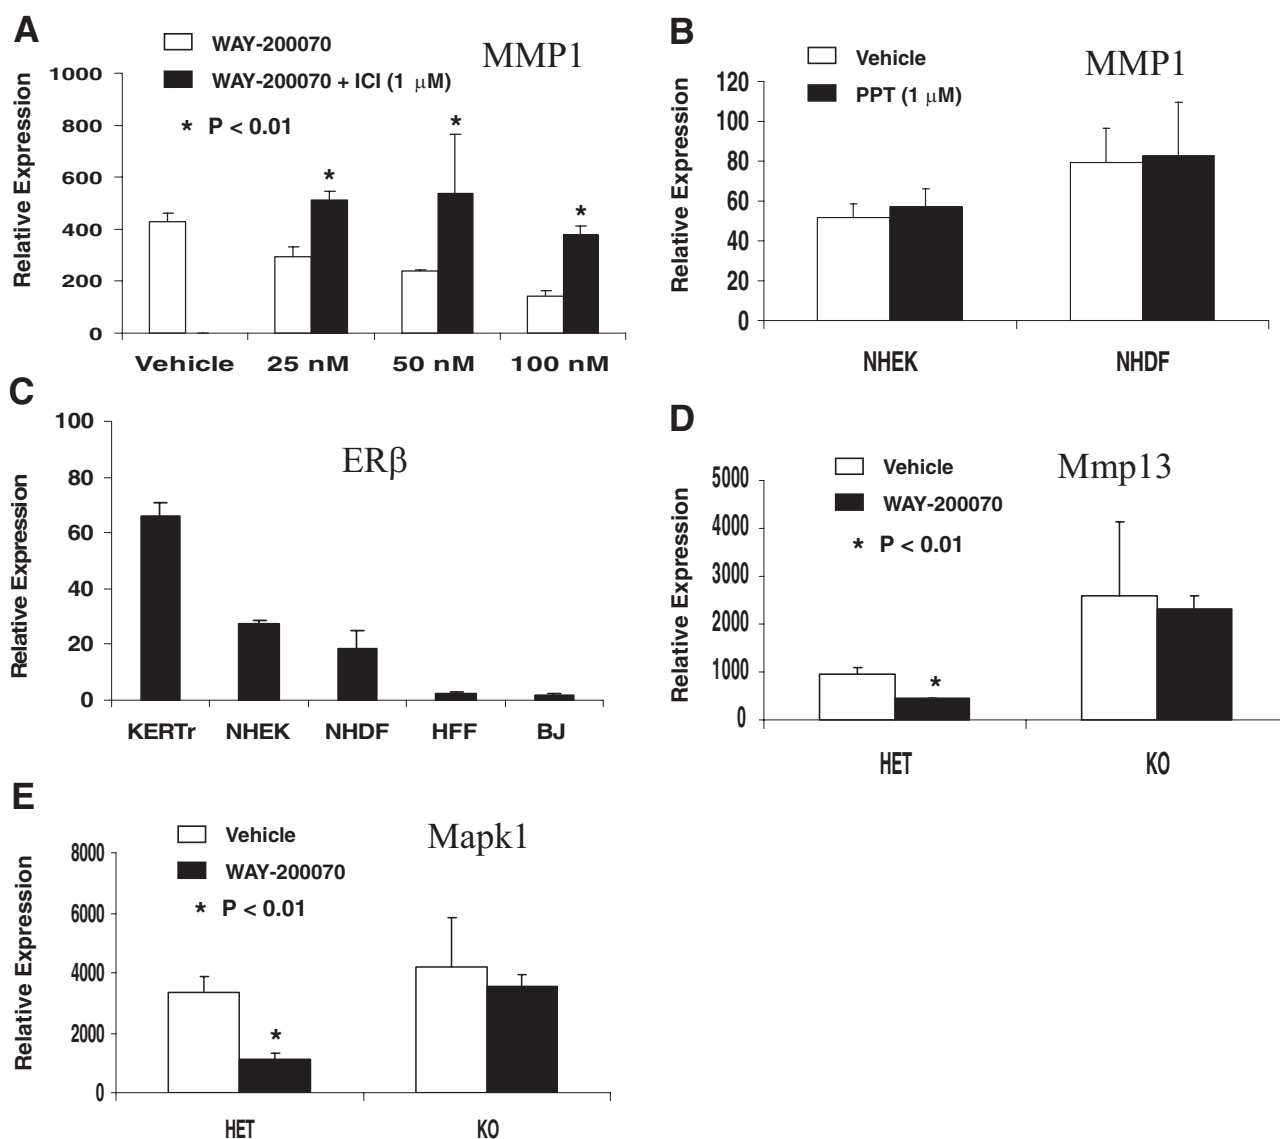 A
WAY-200070
WAY-200070 + ICI (1 μM)
* P < 0.01
MMP1
Relative Expression
1000
800
600
400
200
0
*
*
*
Vehicle 25 nM 50 nM 100 nM
B
Vehicle
PPT (1 μM)
MMP1
Relative Expression
120
100
80
60
40
20
0
NHEK NHDF
C
ERβ
Relative Expression
100
80
60
40
20
0
KERTr NHEK NHDF HFF BJ
D
Vehicle
WAY-200070
* P < 0.01
Mmp13
Relative Expression
5000
4000
3000
2000
1000
0
*
HET KO
E
Vehicle
WAY-200070
* P < 0.01
Mapk1
Relative Expression
8000
6000
4000
2000
0
*
HET KO